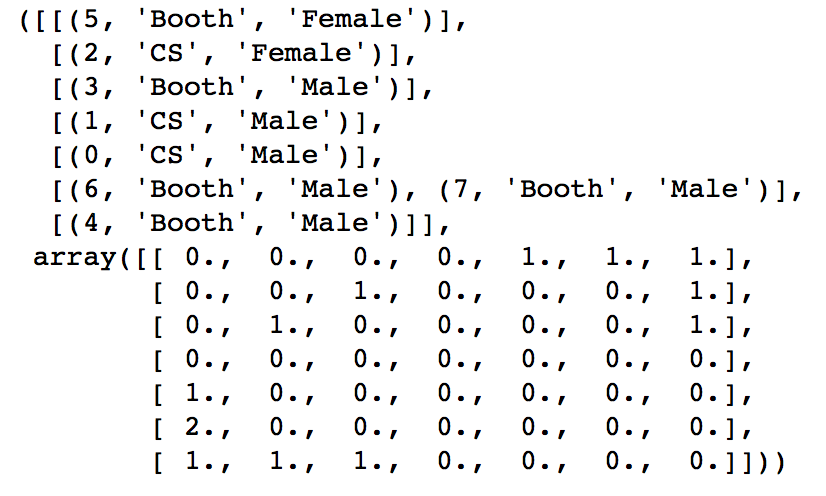 ([[(5, 'Booth', 'Female')],
[(2, 'CS', 'Female')],
[(3, 'Booth', 'Male')],
[(1, 'CS', 'Male')],
[(0, 'CS', 'Male')],
[(6, 'Booth', 'Male'), (7, 'Booth', 'Male')],
[(4, 'Booth', 'Male')]],
array([[ 0., 0., 0., 0., 1., 1., 1.],
[ 0., 0., 1., 0., 0., 0., 1.],
[ 0., 1., 0., 0., 0., 0., 1.],
[ 0., 0., 0., 0., 0., 0., 0.],
[ 1., 0., 0., 0., 0., 0., 0.],
[ 2., 0., 0., 0., 0., 0., 0.],
[ 1., 1., 1., 0., 0., 0., 0.]]))